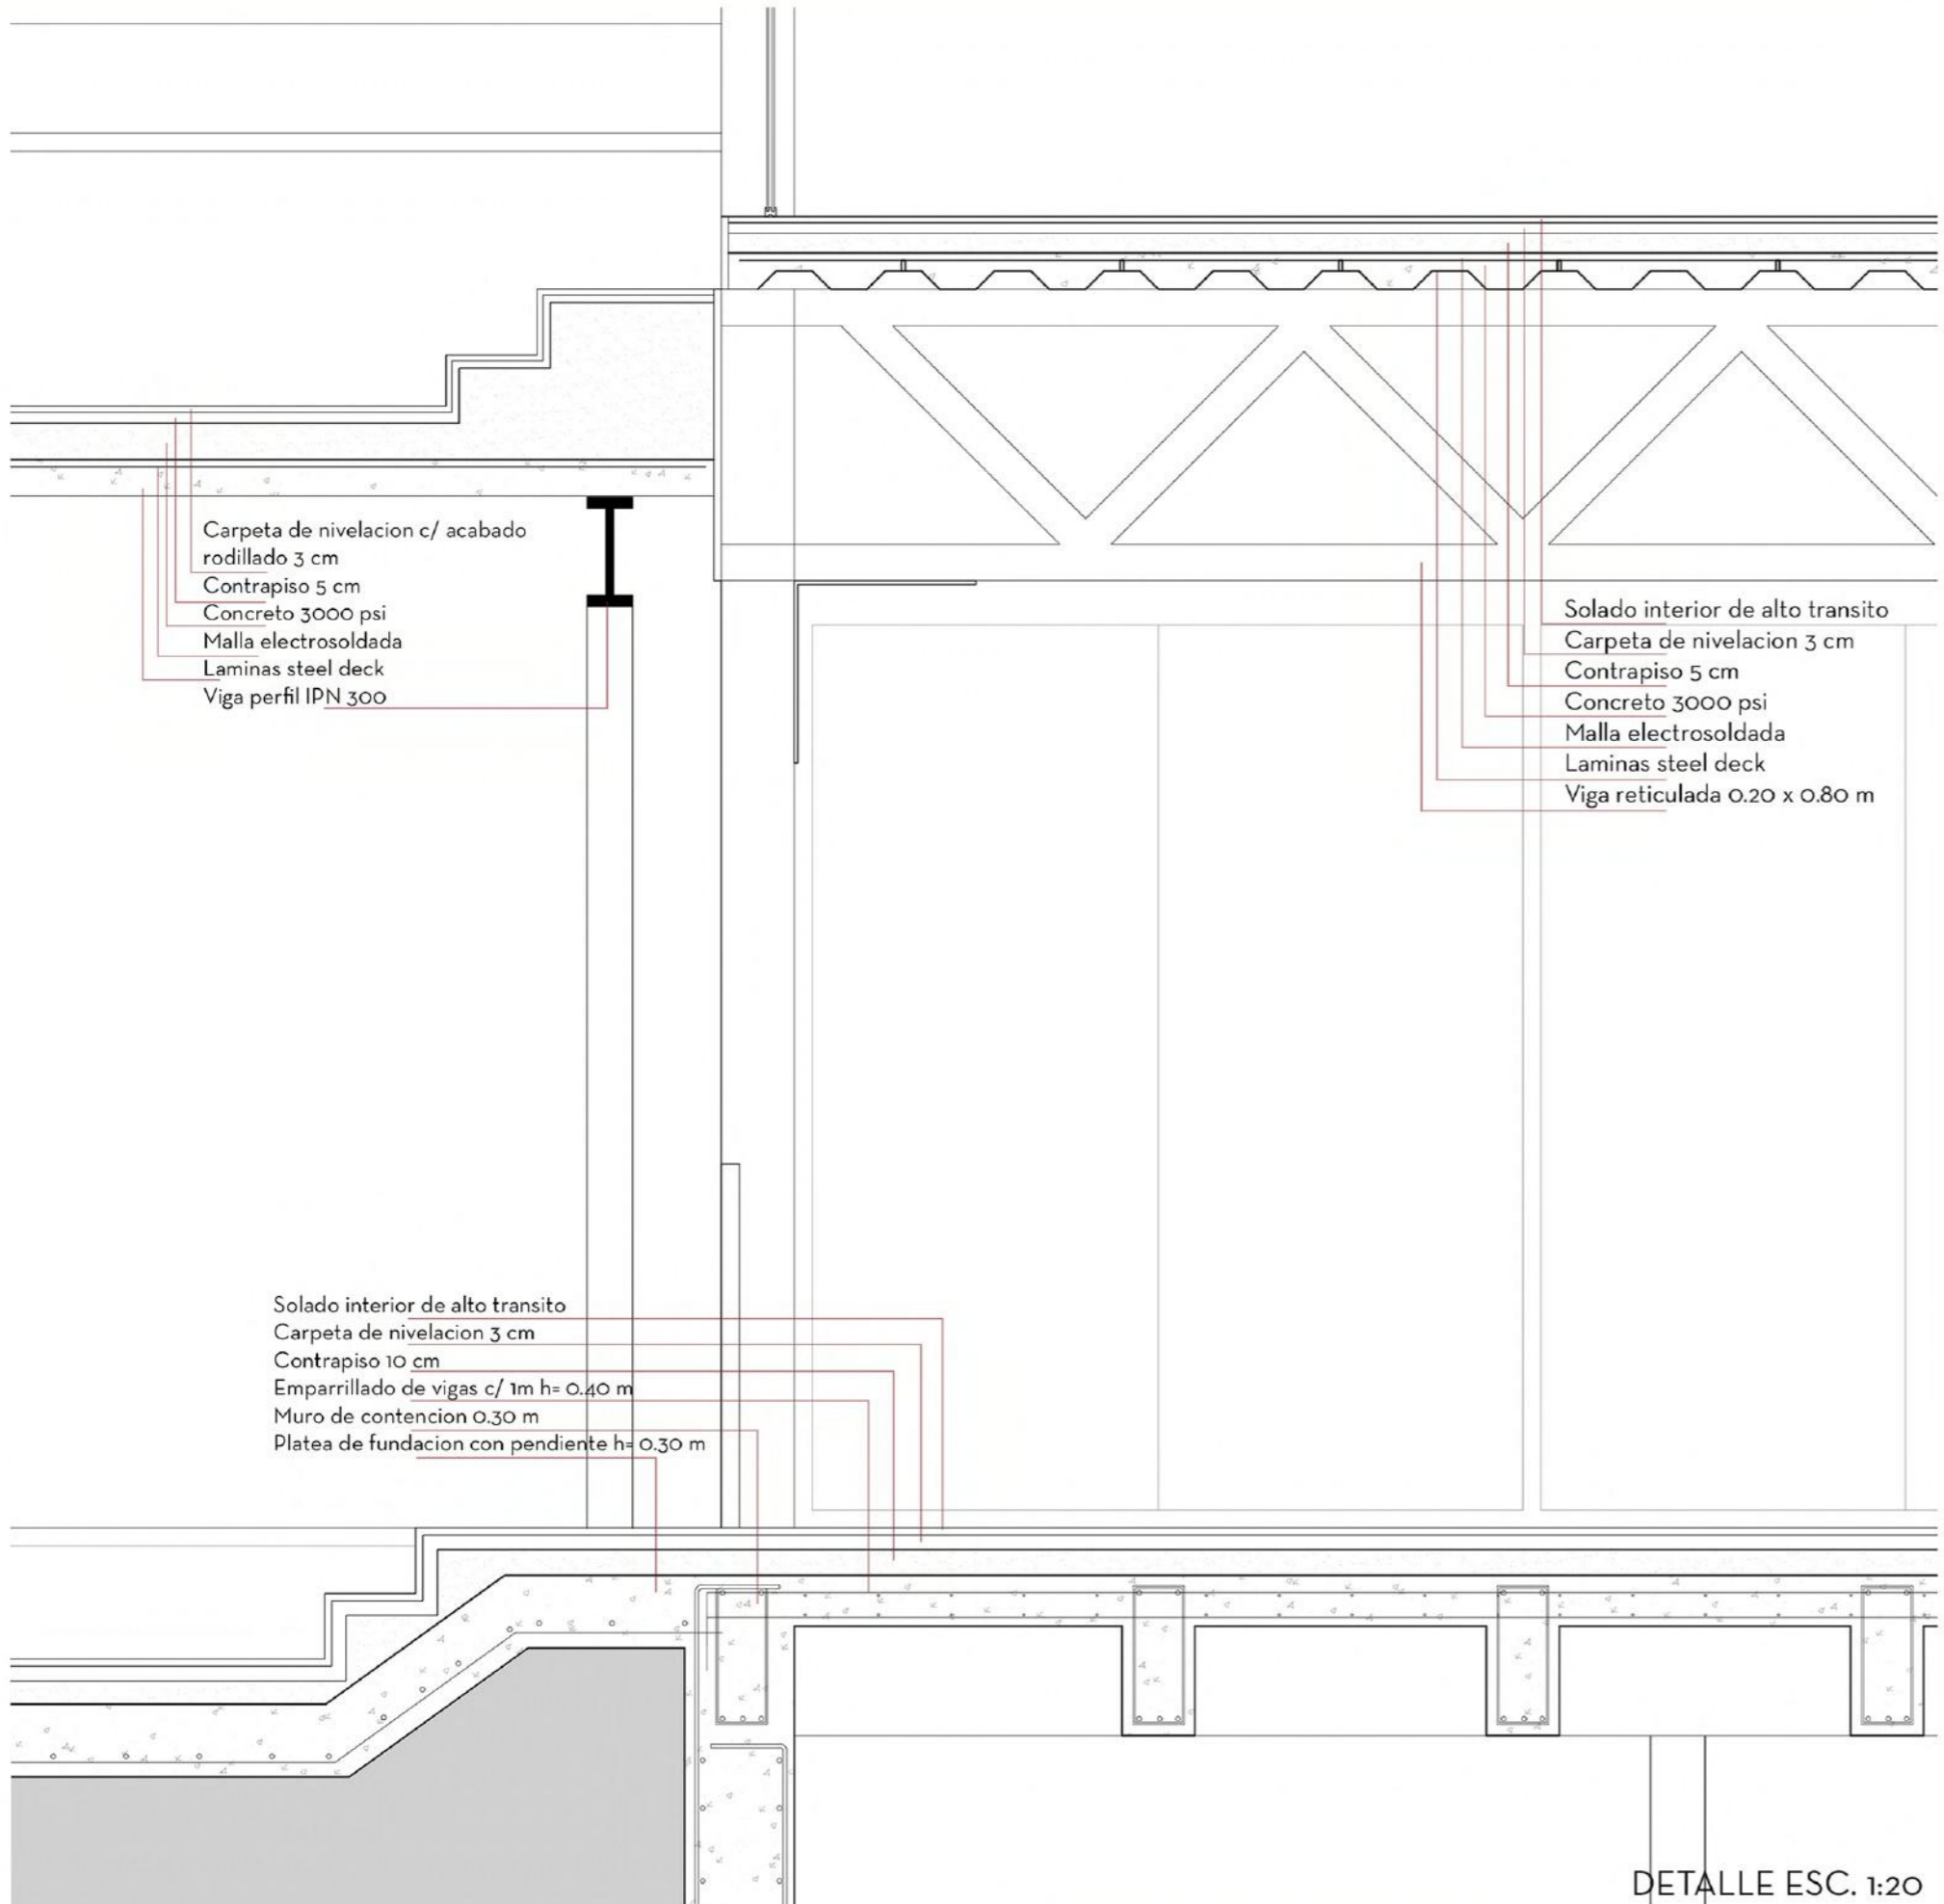 Carpeta de nivelacion c/ acabado
rodillado 3 cm
Contrapiso 5 cm
Concreto 3000 psi
Malla electrosoldada
Laminas steel deck
Viga perfil IPN 300
Solado interior de alto transito
Carpeta de nivelacion 3 cm
Contrapiso 5 cm
Concreto 3000 psi
Malla electrosoldada
Laminas steel deck
Viga reticulada 0.20 x 0.80 m
Solado interior de alto transito
Carpeta de nivelacion 3 cm
Contrapiso 10 cm
Emparrillado de vigas c/ 1m h= 0.40 m
Muro de contencion 0.30 m
Platea de fundacion con pendiente h= 0.30 m
DETALLE ESC. 1:20